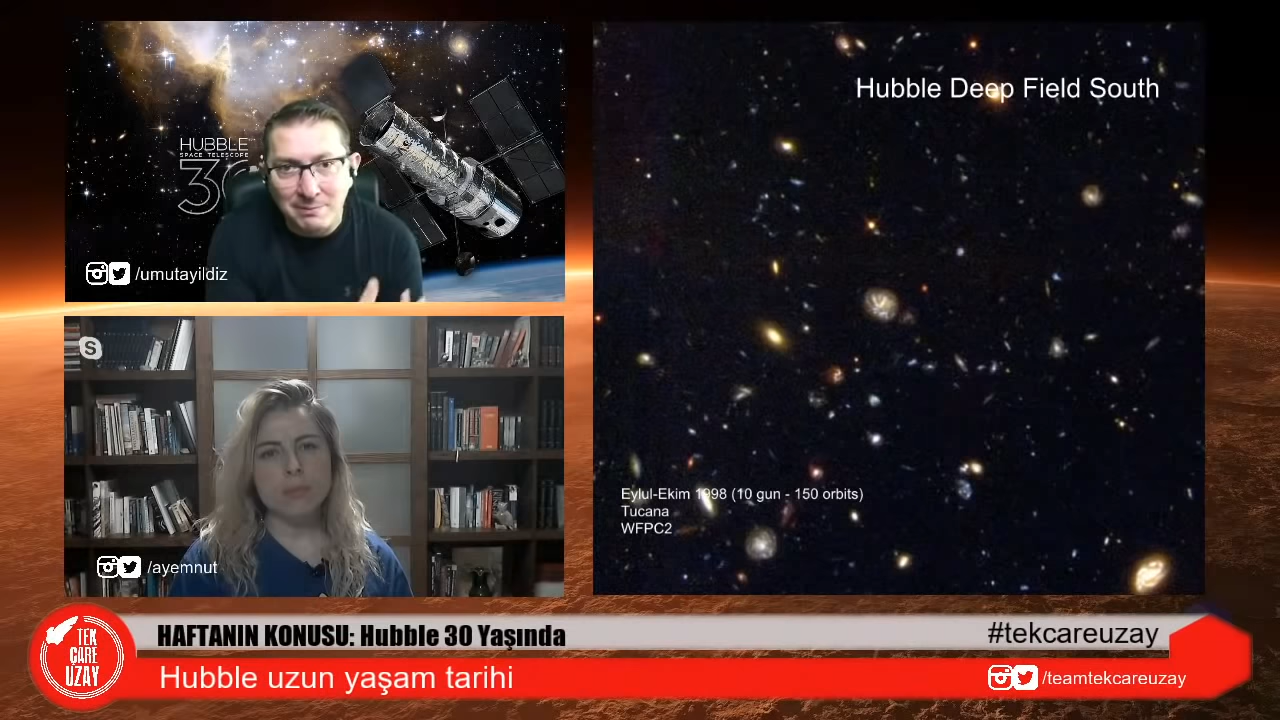 HUBBLE
SPACE TELESCOPE
30
/umutayildiz
S
/ayemnut
Hubble Deep Field South
Eylul-Ekim 1998 (10 gun - 150 orbits)
Tucana
WFPC2
TEK
ÇARE
UZAY
HAFTANIN KONUSU: Hubble 30 Yaşında
#tekcareuzay
Hubble uzun yaşam tarihi
/teamtekcareuzay